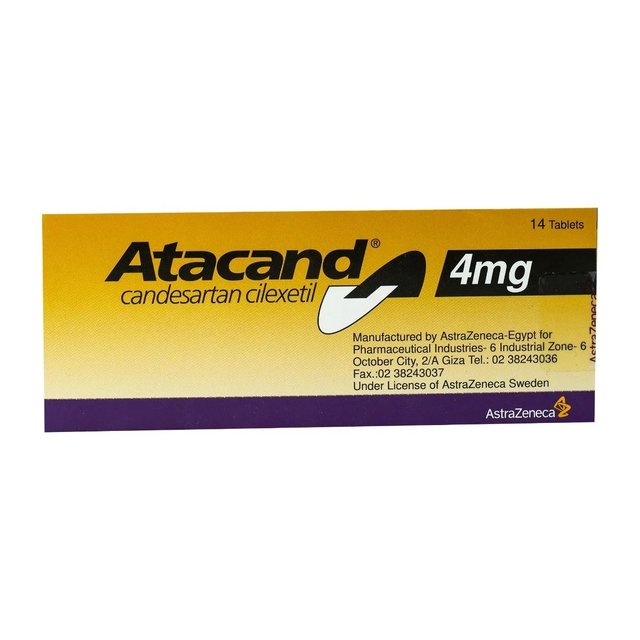 14 Tablets
Atacand®
candesartan cilexetil
4mg
Manufactured by AstraZeneca-Egypt for
Pharmaceutical Industries- 6 Industrial Zone- 6
October City, 2/A Giza Tel.: 02 38243036
Fax.:02 38243037
Under License of AstraZeneca Sweden
AstraZeneca
AstraZeneca